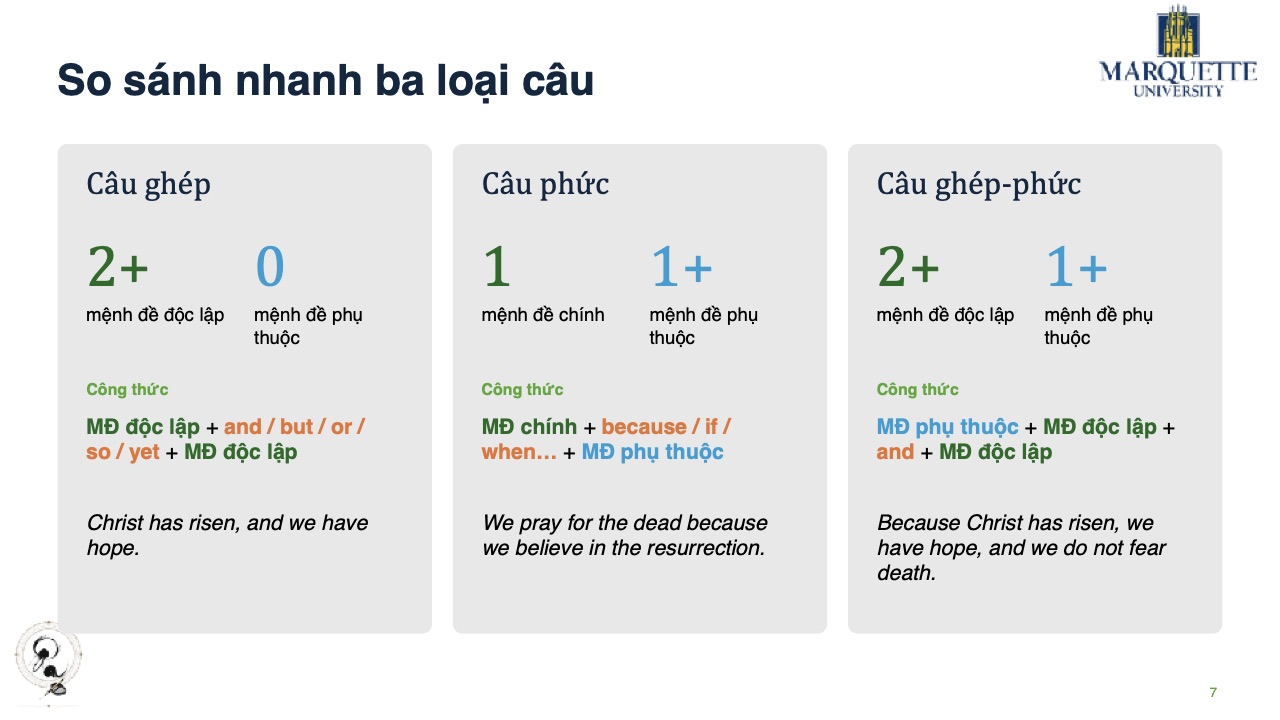 So sánh nhanh ba loại câu
MARQUETTE
UNIVERSITY
Câu ghép
2+
0
mệnh đề độc lập
mệnh đề phụ
thuộc
Công thức
MĐ độc lập + and / but / or /
so / yet + MĐ độc lập
Christ has risen, and we have
hope.
Câu phức
1
1+
mệnh đề chính
mệnh đề phụ
thuộc
Công thức
MĐ chính + because / if /
when… + MĐ phụ thuộc
We pray for the dead because
we believe in the resurrection.
Câu ghép-phức
2+
1+
mệnh đề độc lập
mệnh đề phụ
thuộc
Công thức
MĐ phụ thuộc + MĐ độc lập +
and + MĐ độc lập
Because Christ has risen, we
have hope, and we do not fear
death.
7